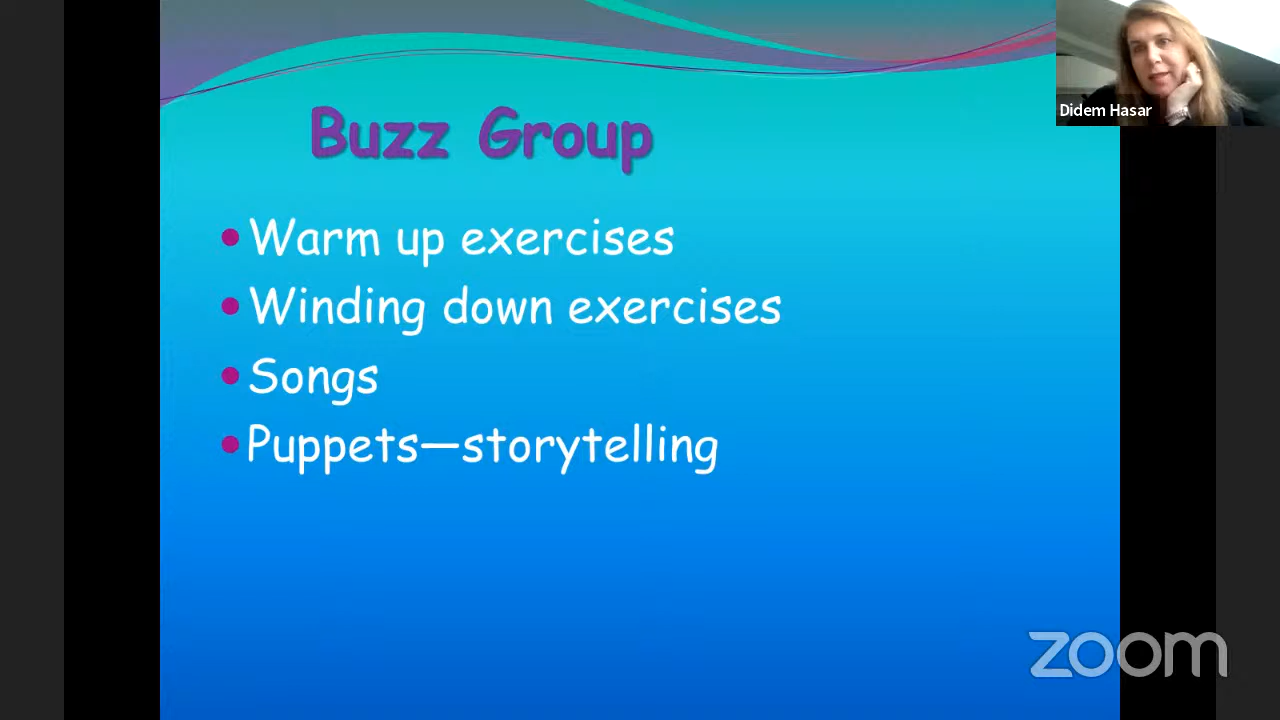 Didem Hasar
Buzz Group
Warm up exercises
Winding down exercises
Songs
Puppets—storytelling
zoom